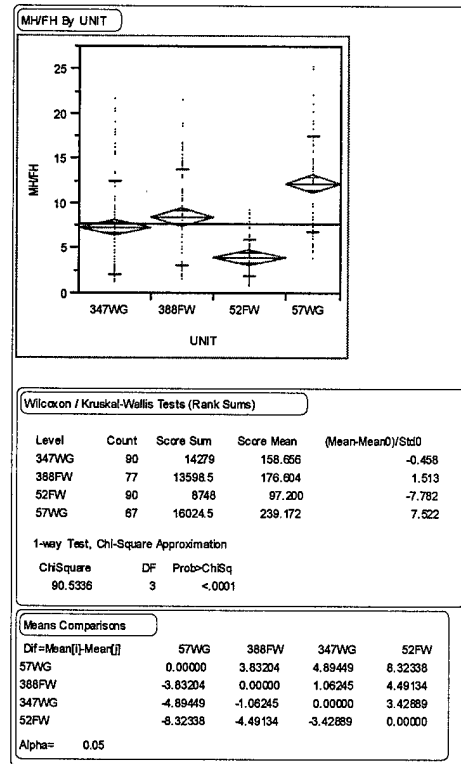 MH/FH By UNIT
25
20
15
10
5
0
MH/FH
347WG 388FW 52FW 57WG
UNIT
Wilcoxon / Kruskal-Wallis Tests (Rank Sums)
Level Count Score Sum Score Mean (Mean-Mean0)/Std0
347WG 90 14279 158.656 -0.458
388FW 77 13598.5 176.604 1.513
52FW 90 8748 97.200 -7.782
57WG 67 16024.5 239.172 7.522
1-way Test, Chi-Square Approximation
ChiSquare DF Prob>ChiSq
90.5336 3 <.0001
Means Comparisons
Dif=Mean[i]-Mean[j] 57WG 388FW 347WG 52FW
57WG 0.00000 3.83204 4.89449 8.32338
388FW -3.83204 0.00000 1.06245 4.49134
347WG -4.89449 -1.06245 0.00000 3.42889
52FW -8.32338 -4.49134 -3.42889 0.00000
Alpha= 0.05